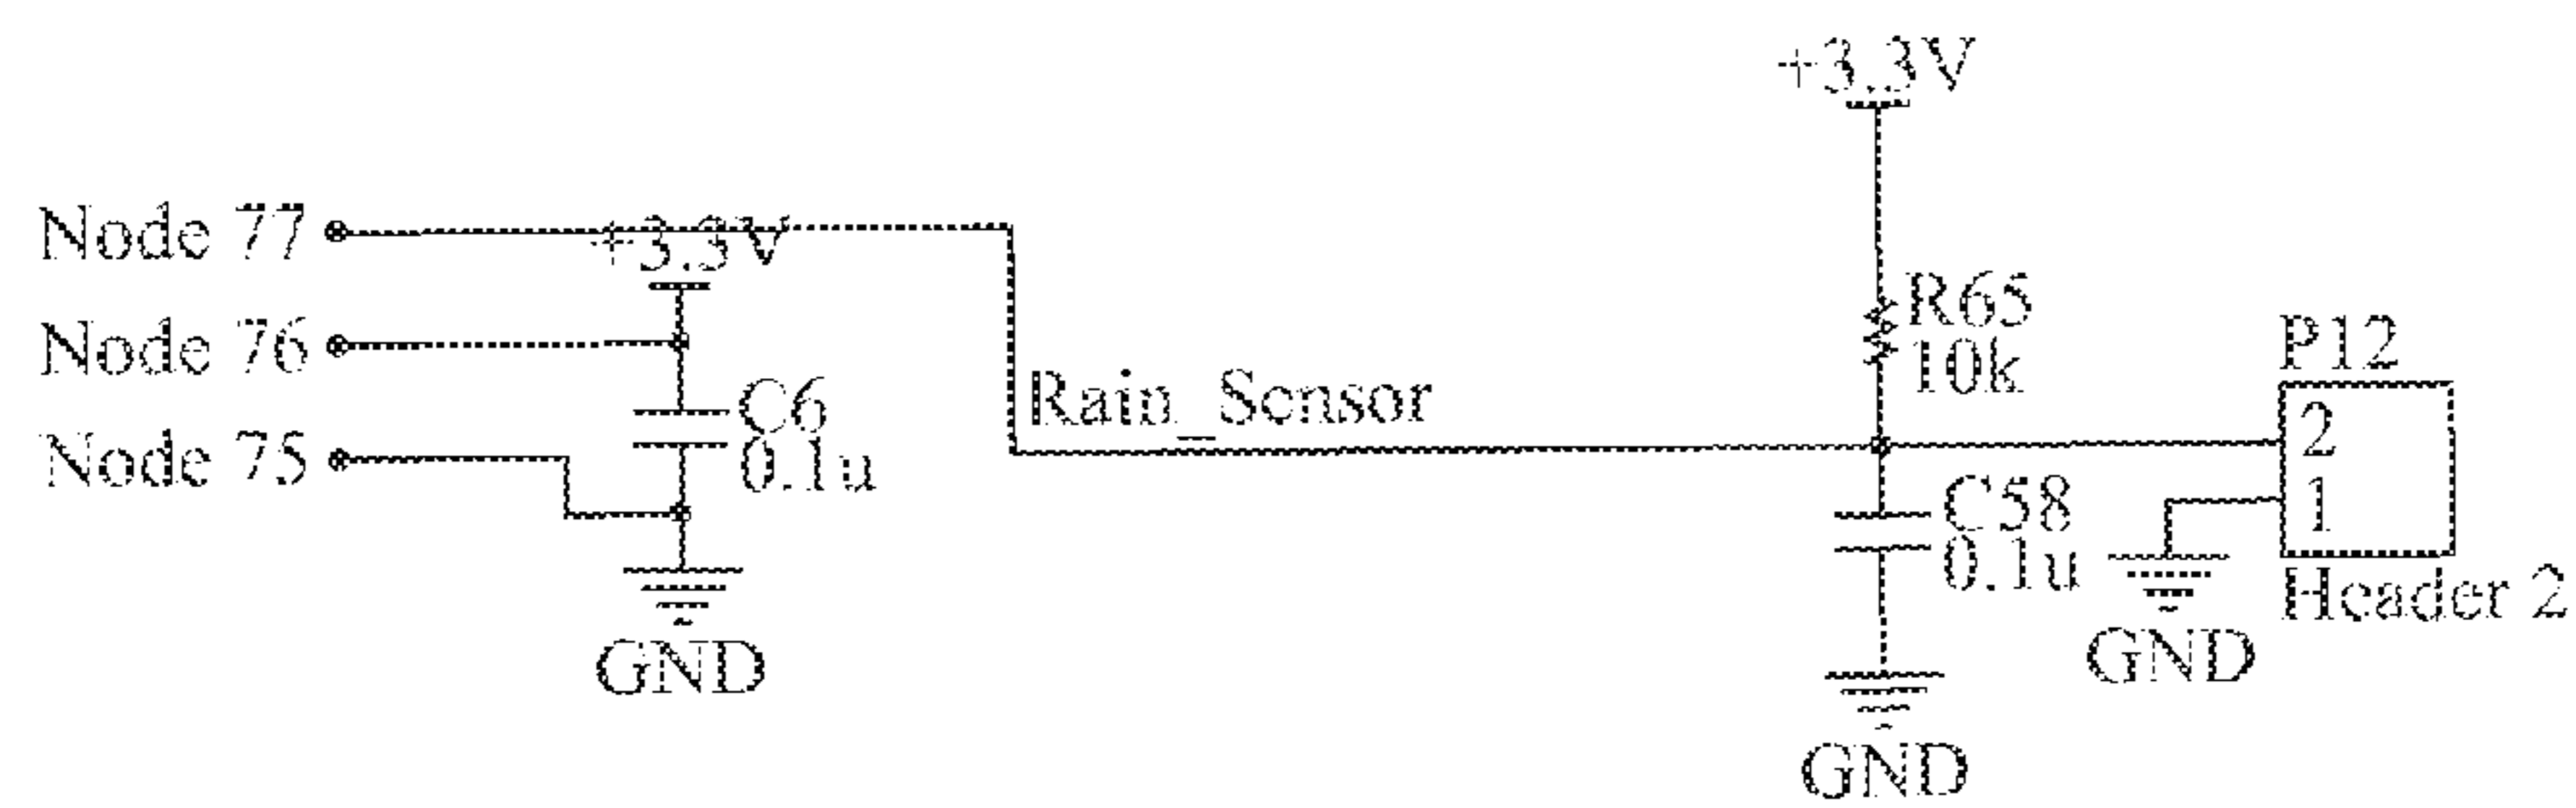 +3.3V
Node 77
+3.3V
Node 76
R65
10k
P12
C6
0.1u
Rain_Sensor
2
Node 75
C58
0.1u
1
Header 2
GND
GND
GND